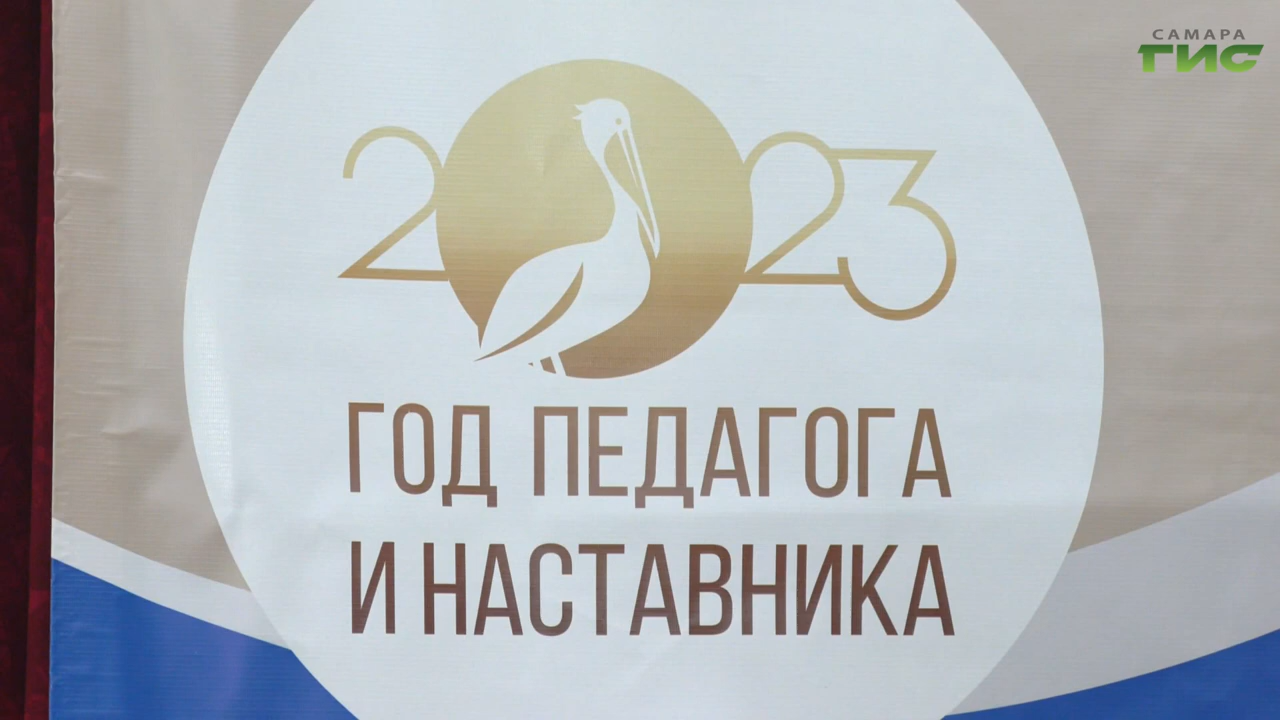 САМАРА
ГИС
2023
ГОД ПЕДАГОГА
И НАСТАВНИКА